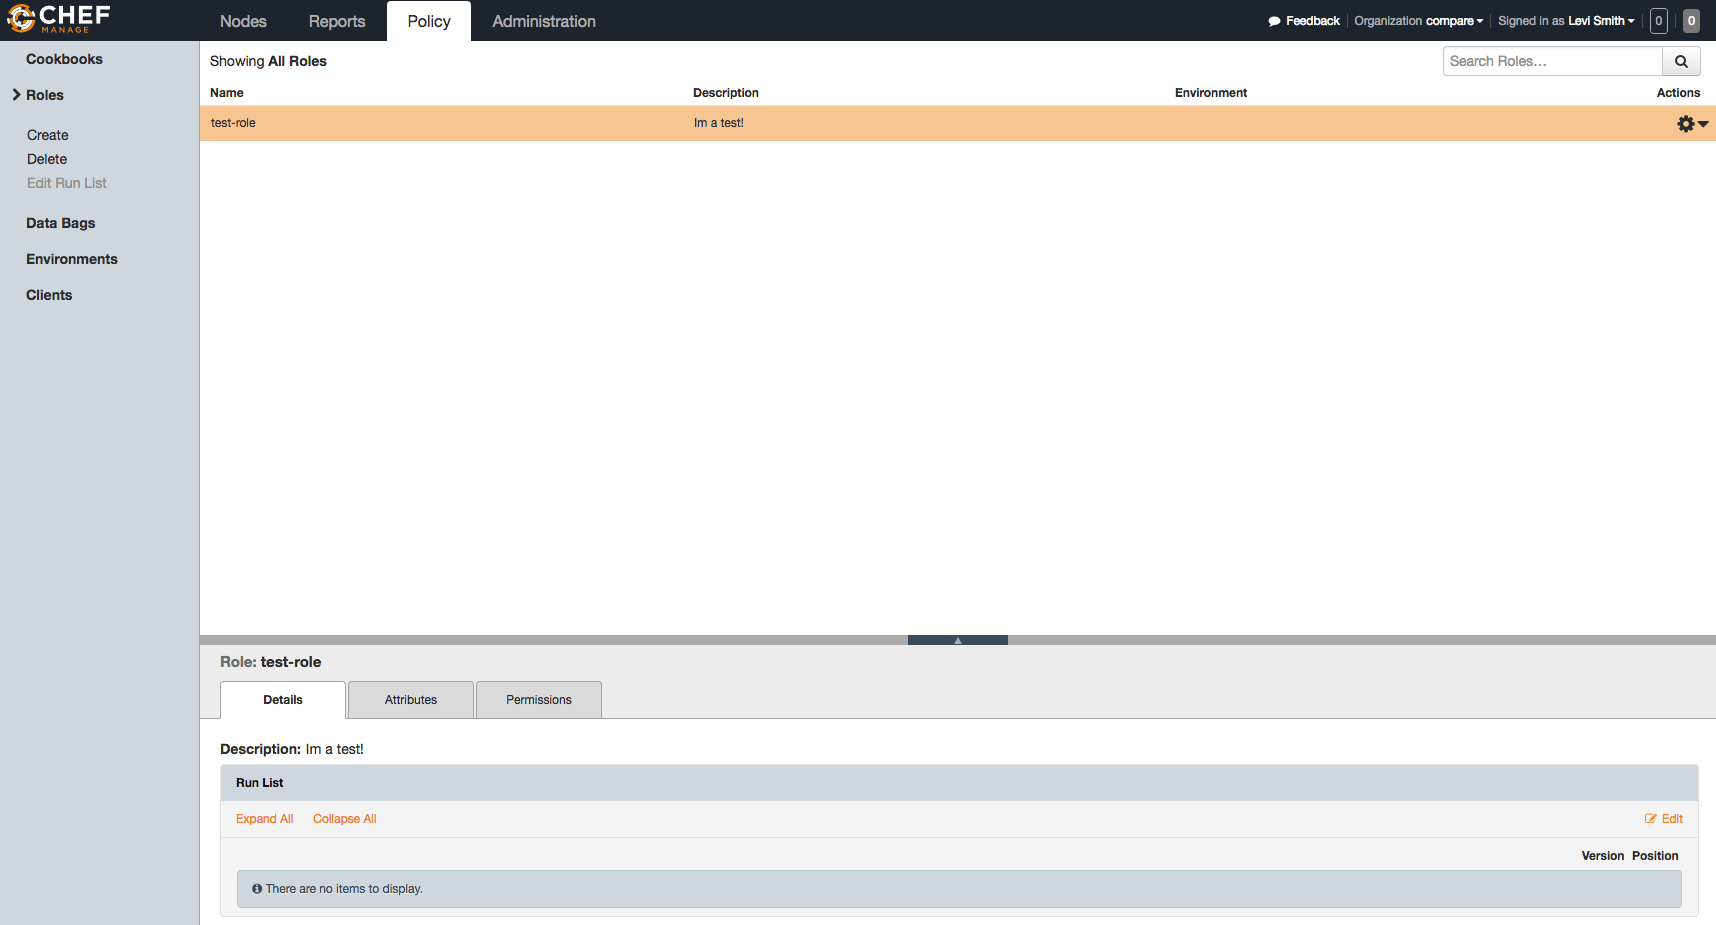 CHEF
MANAGE
Nodes Reports Policy Administration Feedback Organization compare Signed in as Levi Smith 0 0
Cookbooks
Roles
Create
Delete
Edit Run List
Data Bags
Environments
Clients
Showing All Roles Search Roles...
Name Description Environment Actions
test-role Im a test!
Role: test-role
Details Attributes Permissions
Description: Im a test!
Run List
Expand All Collapse All Edit
Version Position
There are no items to display.